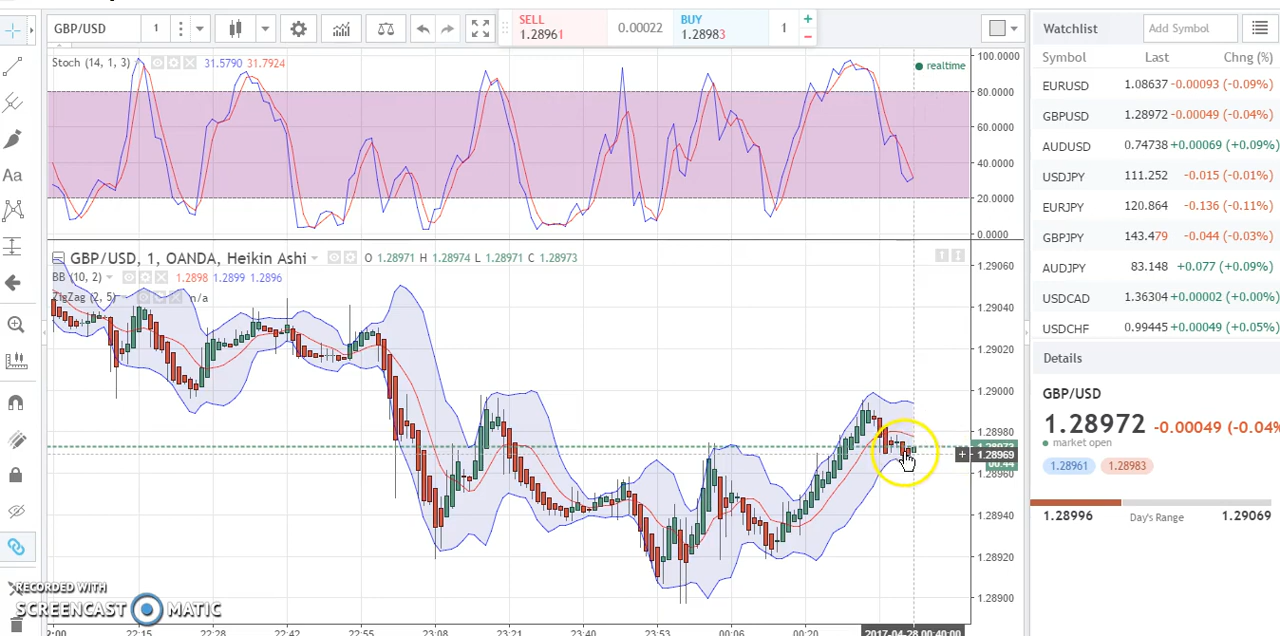 GBP/USD 1 SELL 1.28961 0.00022 BUY 1.28983 1 + −
Stoch (14, 1, 3) 31.5790 31.7924
realtime
100.0000
80.0000
60.0000
40.0000
20.0000
0.0000
Aa
GBP/USD, 1, OANDA, Heikin Ashi O 1.28971 H 1.28974 L 1.28971 C 1.28973
BB (10, 2) 1.2898 1.2899 1.2896
ZigZag (2, 5) n/a
1.29060
1.29040
1.29020
1.29000
1.28980
1.28973
1.28969
00:44
1.28960
1.28940
1.28920
1.28900
22:15 22:28 22:42 22:55 23:08 23:21 23:40 23:53 00:06 00:20 2017-04-28 00:40:00
RECORDED WITH
SCREENCAST MATIC
Watchlist Add Symbol
Symbol Last Chng (%)
EURUSD 1.08637 -0.00093 (-0.09%)
GBPUSD 1.28972 -0.00049 (-0.04%)
AUDUSD 0.74738 +0.00069 (+0.09%)
USDJPY 111.252 -0.015 (-0.01%)
EURJPY 120.864 -0.136 (-0.11%)
GBPJPY 143.479 -0.044 (-0.03%)
AUDJPY 83.148 +0.077 (+0.09%)
USDCAD 1.36304 +0.00002 (+0.00%)
USDCHF 0.99445 +0.00049 (+0.05%)
Details
GBP/USD
1.28972 -0.00049 (-0.04%
market open
1.28961 1.28983
1.28996 Day's Range 1.29069